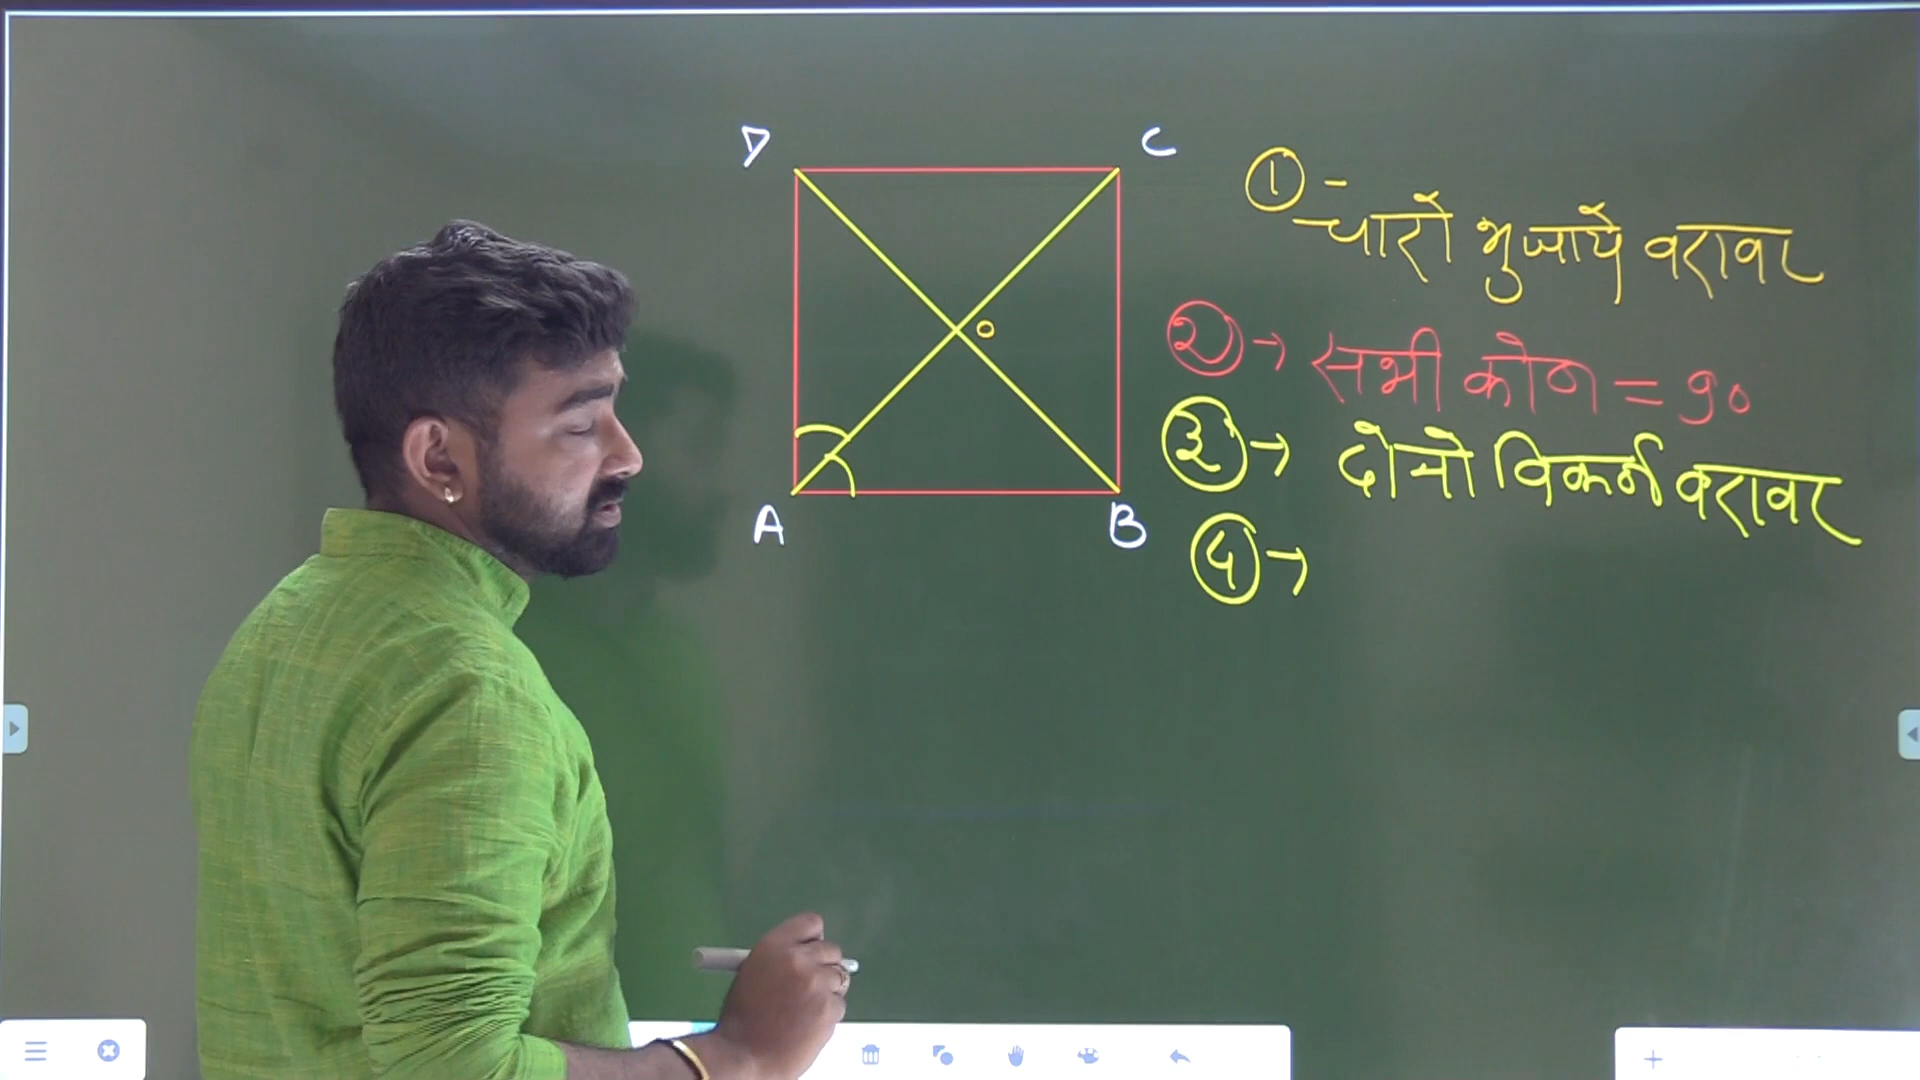 D
C
O
A
B
① -
चारो भुजाये बराबर
② → सभी कोण = 90
③ → दोनो विकर्ण बराबर
④ →